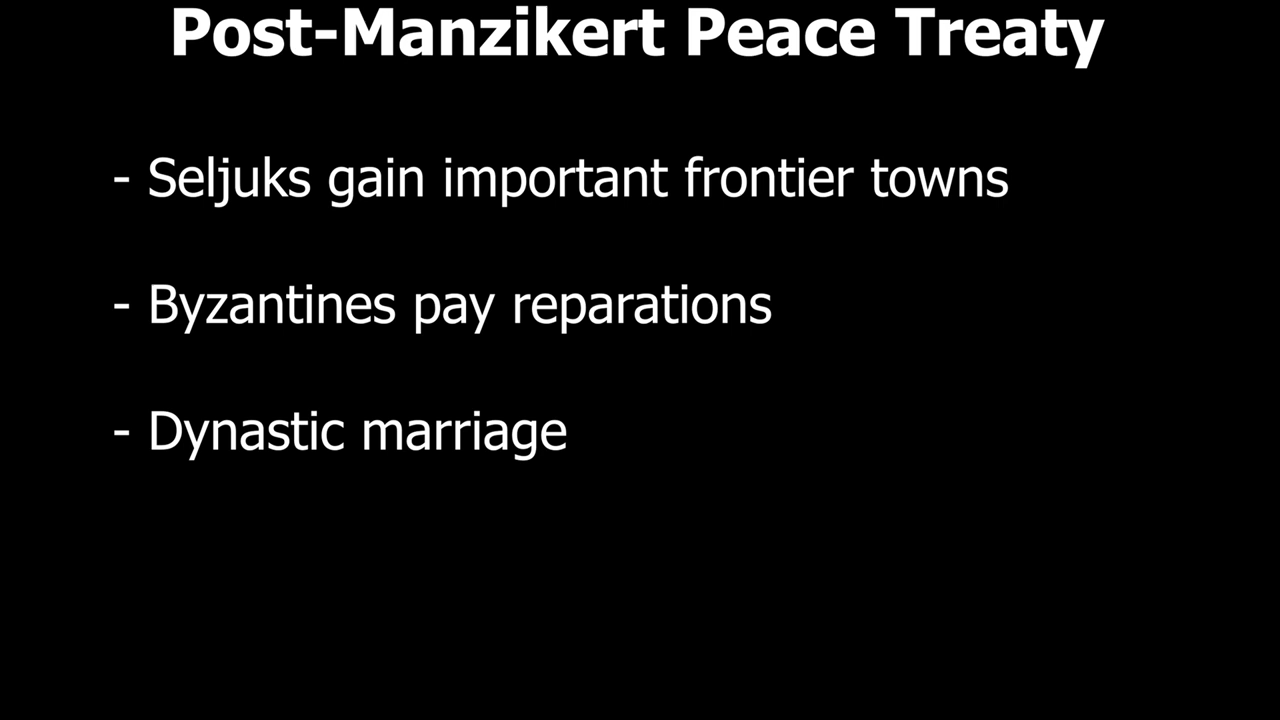 Post-Manzikert Peace Treaty
- Seljuks gain important frontier towns
- Byzantines pay reparations
- Dynastic marriage